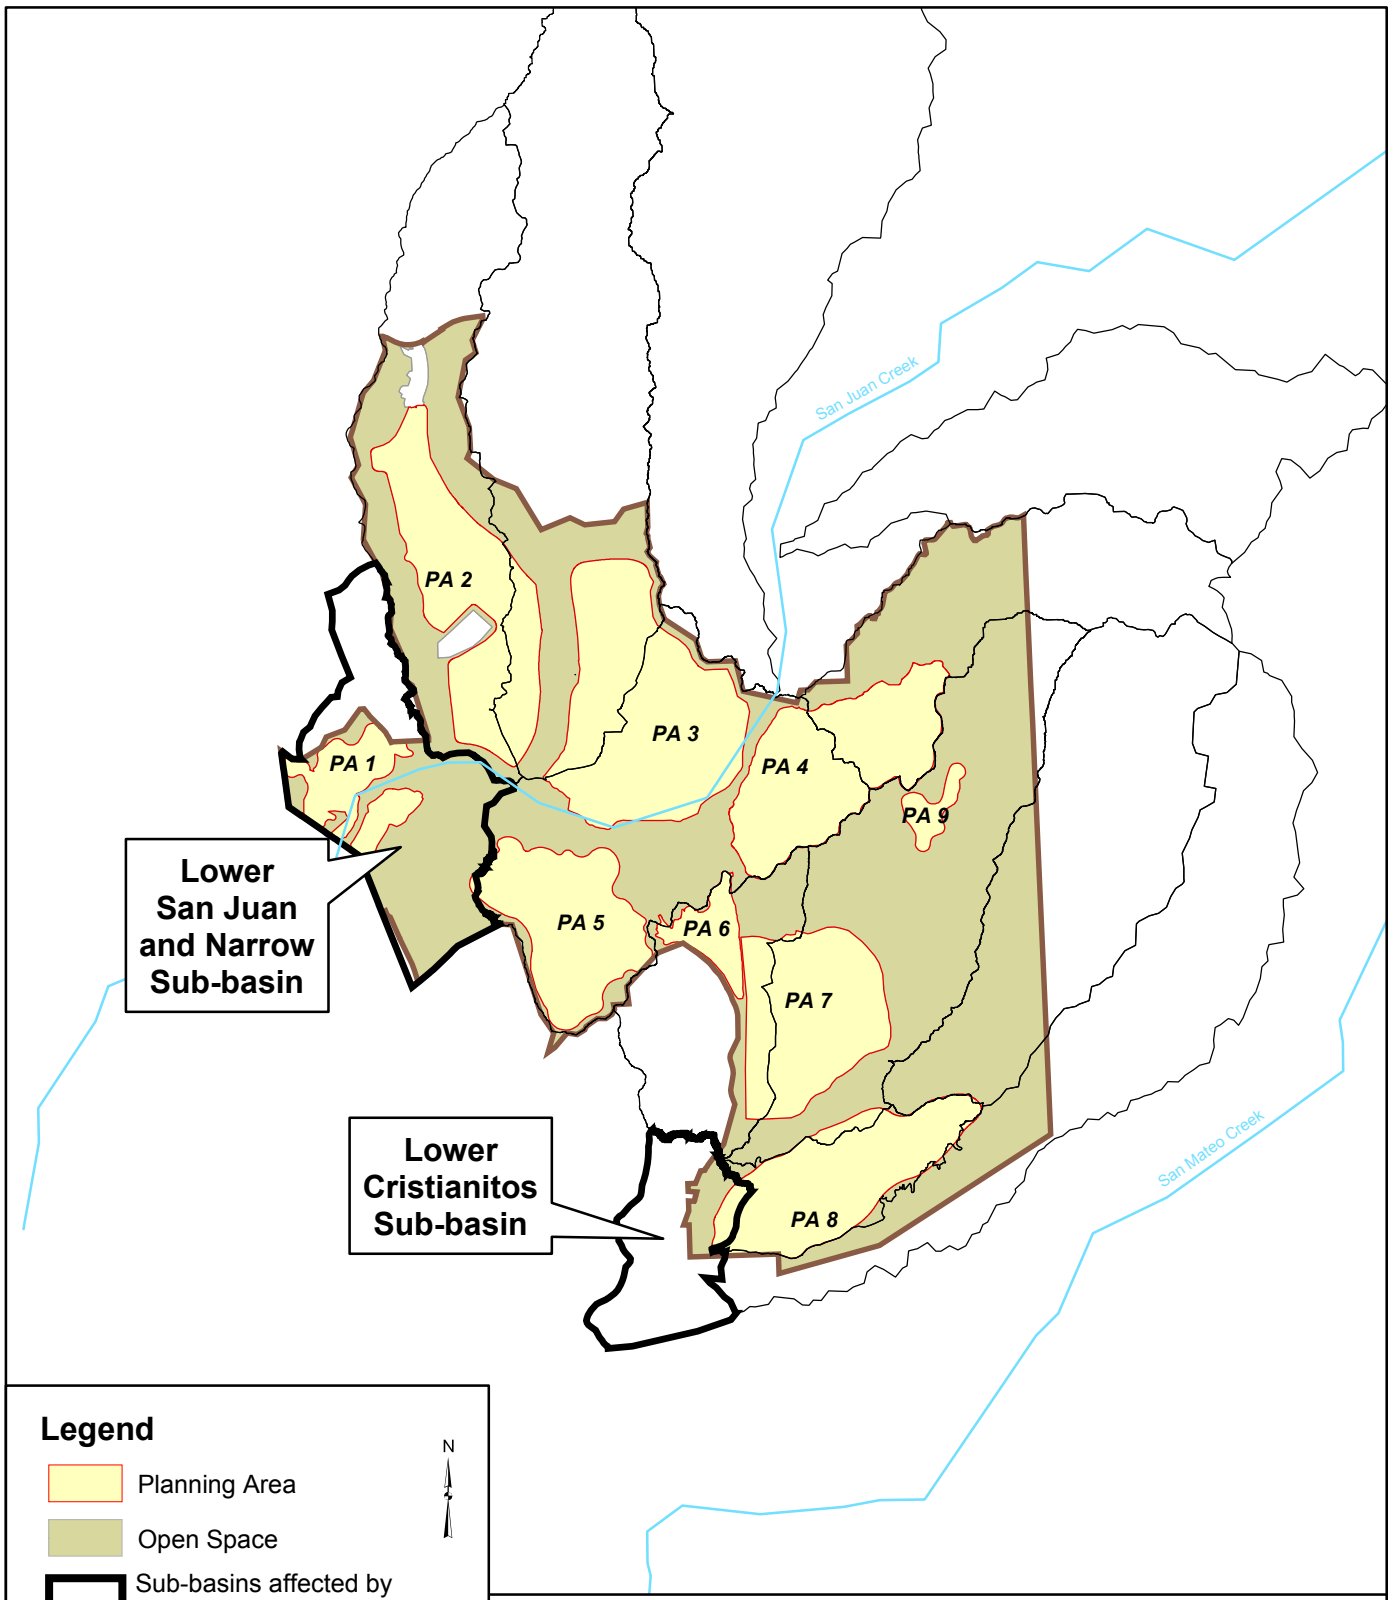 San Juan Creek
PA 2
PA 3
PA 1
PA 4
PA 9
Lower
San Juan
and Narrow
Sub-basin
PA 5
PA 6
PA 7
San Mateo Creek
Lower
Cristianitos
Sub-basin
PA 8
Legend
N
Planning Area
Open Space
Sub-basins affected by